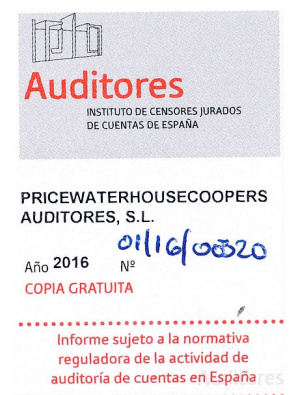 Auditores
INSTITUTO DE CENSORES JURADOS
DE CUENTAS DE ESPAÑA
PRICEWATERHOUSECOOPERS
AUDITORES, S.L.
Año 2016 Nº 01/16/00520
COPIA GRATUITA
Informe sujeto a la normativa
reguladora de la actividad de
auditoría de cuentas en España